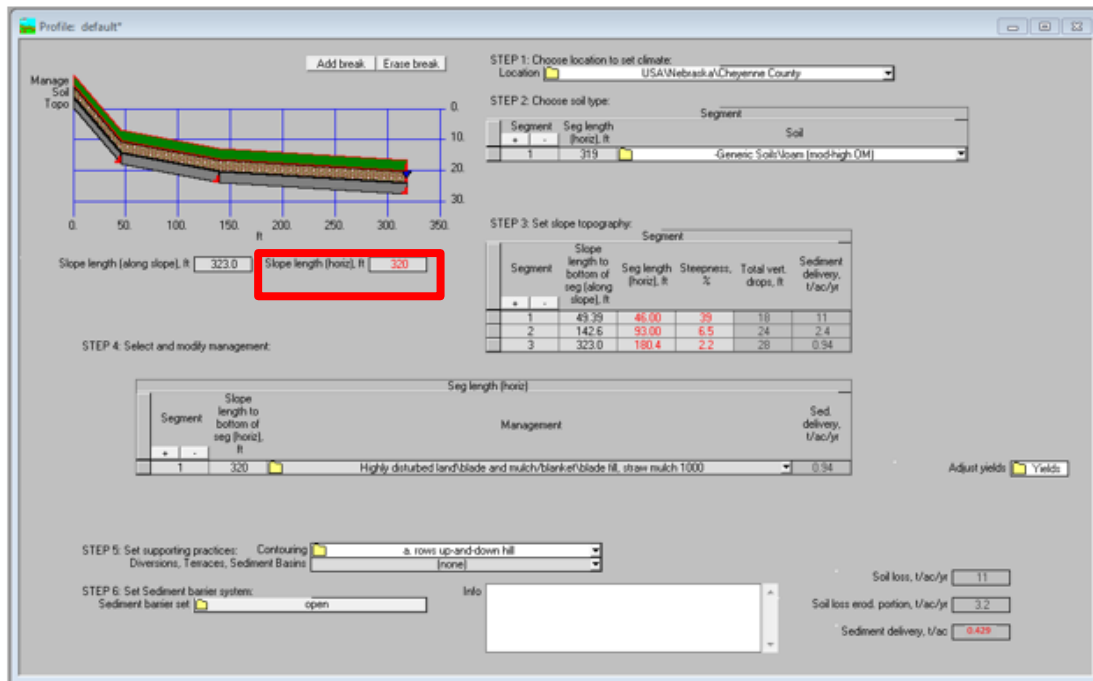 Profile: default*
Add break Erase break
Manage
Soil
Topo
0.
10.
20.
30.
0. 50. 100. 150. 200. 250. 300. 350.
ft
Slope length (along slope), ft 323.0 Slope length (horiz), ft 320
STEP 1: Choose location to set climate:
Location USA\Nebraska\Cheyenne County
STEP 2: Choose soil type:
Segment
Segment Seg length (horiz), ft Soil
+ -
1 319 -Generic Soils\loam (mod-high OM)
STEP 3: Set slope topography:
Segment
Segment Slope length to bottom of seg (along slope), ft Seg length (horiz), ft Steepness, % Total vert. drops, ft Sediment delivery, t/ac/yr
+ -
1 49.39 46.00 39 18 11
2 142.6 93.00 6.5 24 2.4
3 323.0 180.4 2.2 28 0.94
STEP 4: Select and modify management:
Seg length (horiz)
Segment Slope length to bottom of seg (horiz), ft Management Sed. delivery, t/ac/yr
+ -
1 320 Highly disturbed land\blade and mulch/blanket\blade fill, straw mulch 1000 0.94
Adjust yields Yields
STEP 5: Set supporting practices: Contouring a. rows up-and-down hill
Diversions, Terraces, Sediment Basins (none)
STEP 6: Set Sediment barrier system:
Sediment barrier set open
Info
Soil loss, t/ac/yr 11
Soil loss erod. portion, t/ac/yr 3.2
Sediment delivery, t/ac 0.429